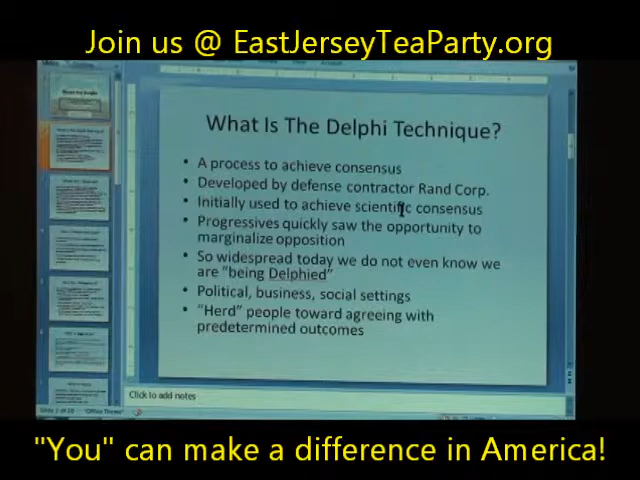 Join us @ EastJerseyTeaParty.org
What Is The Delphi Technique?
• A process to achieve consensus
• Developed by defense contractor Rand Corp.
• Initially used to achieve scientific consensus
• Progressives quickly saw the opportunity to
marginalize opposition
• So widespread today we do not even know we
are "being Delphied"
• Political, business, social settings
• "Herd" people toward agreeing with
predetermined outcomes
Click to add notes
"Office Theme"
"You" can make a difference in America!